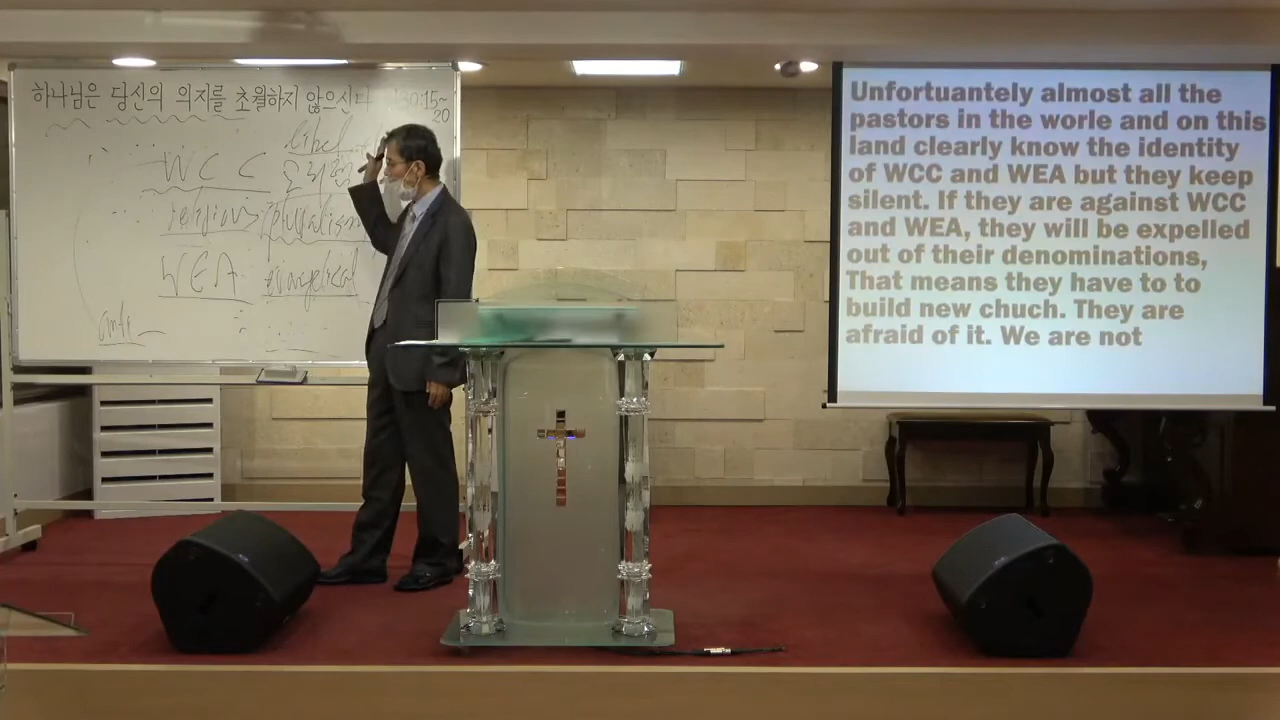 하나님은 당신의 의지를 초월하지 않으신다 30:15~
20
libel
WCC
religious pluralism
WEA evangelical
Unfortuantely almost all the
pastors in the worle and on this
land clearly know the identity
of WCC and WEA but they keep
silent. If they are against WCC
and WEA, they will be expelled
out of their denominations,
That means they have to to
build new chuch. They are
afraid of it. We are not